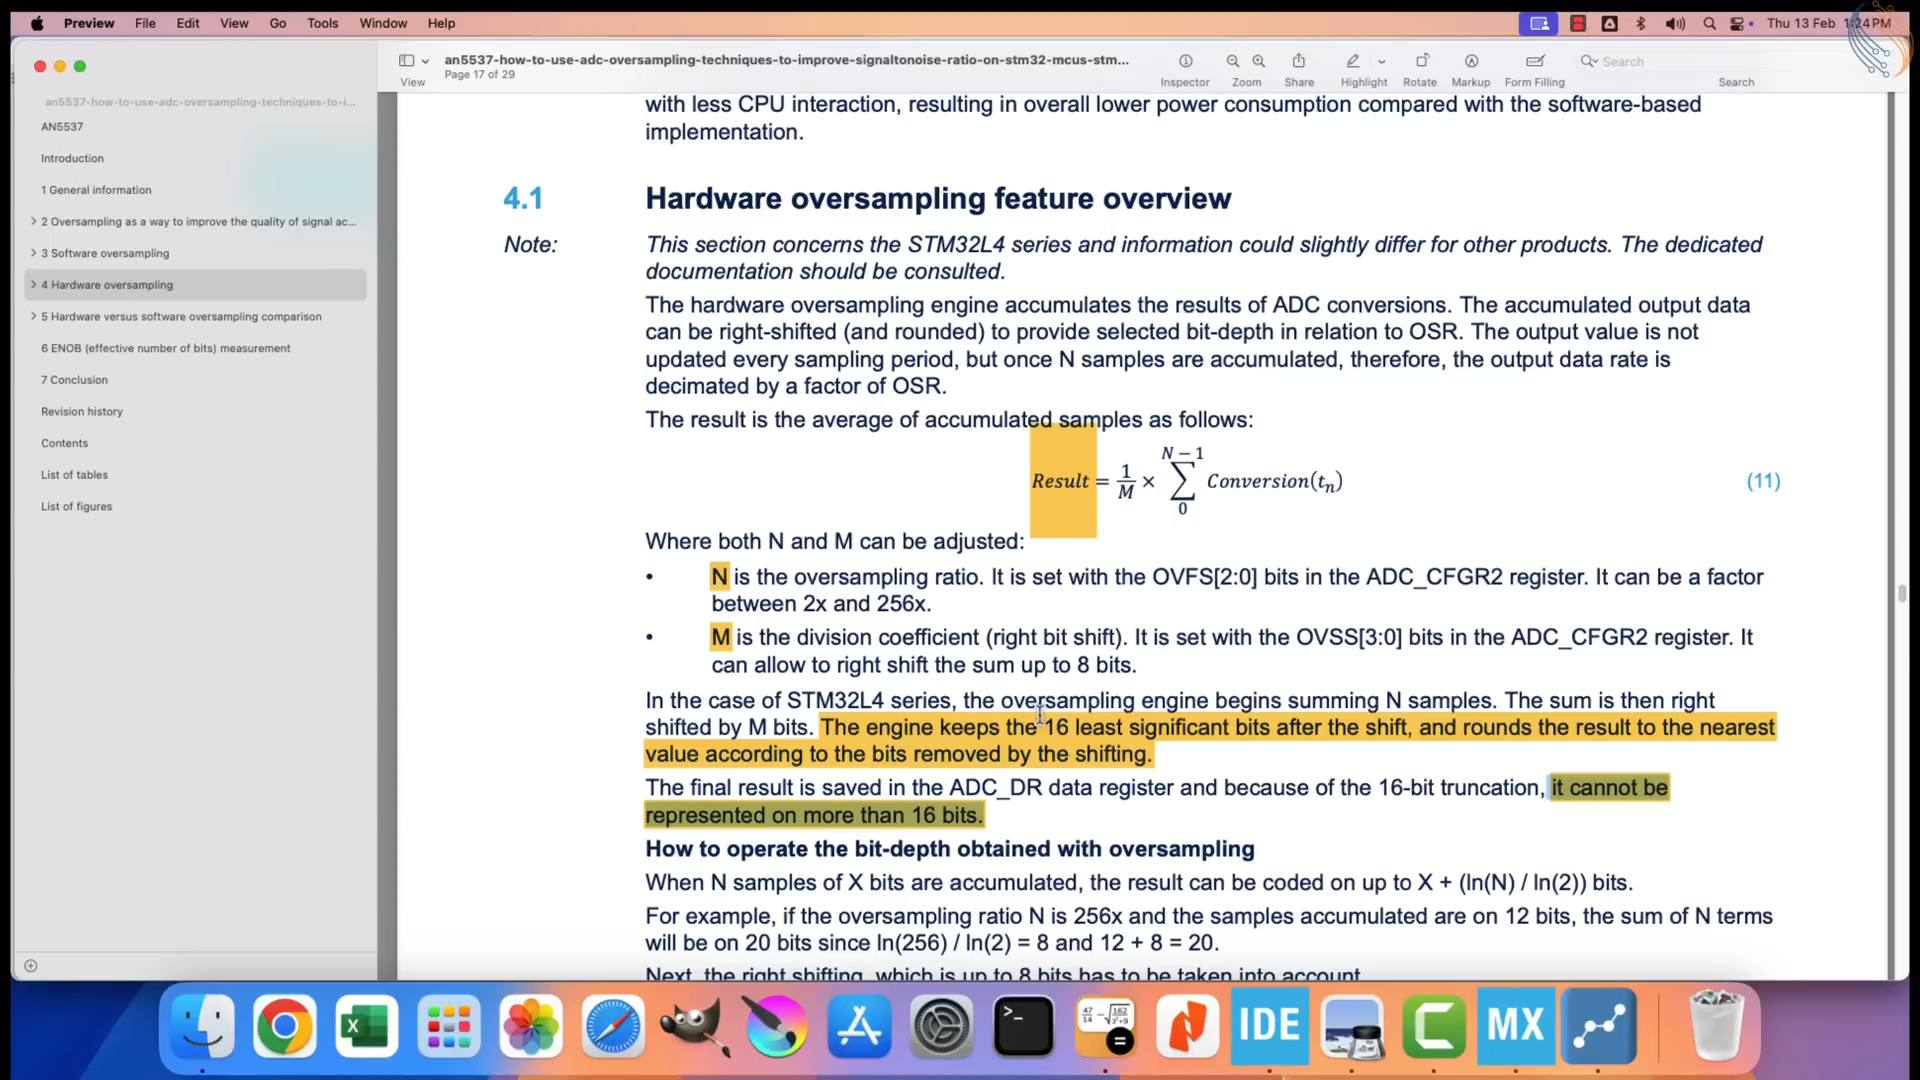 Preview File Edit View Go Tools Window Help
Thu 13 Feb 1:24 PM
an5537-how-to-use-adc-oversampling-techniques-to-improve-signaltonoise-ratio-on-stm32-mcus-stm...
Page 17 of 29
View
Inspector
Zoom
Share
Highlight
Rotate
Markup
Form Filling
Search
Search
an5537-how-to-use-adc-oversampling-techniques-to-i...
AN5537
Introduction
1 General information
2 Oversampling as a way to improve the quality of signal ac...
3 Software oversampling
4 Hardware oversampling
5 Hardware versus software oversampling comparison
6 ENOB (effective number of bits) measurement
7 Conclusion
Revision history
Contents
List of tables
List of figures
with less CPU interaction, resulting in overall lower power consumption compared with the software-based
implementation.
4.1 Hardware oversampling feature overview
Note: This section concerns the STM32L4 series and information could slightly differ for other products. The dedicated
documentation should be consulted.
The hardware oversampling engine accumulates the results of ADC conversions. The accumulated output data
can be right-shifted (and rounded) to provide selected bit-depth in relation to OSR. The output value is not
updated every sampling period, but once N samples are accumulated, therefore, the output data rate is
decimated by a factor of OSR.
The result is the average of accumulated samples as follows:
Result = 1/M × ∑_0^{N − 1} Conversion(t_n) (11)
Where both N and M can be adjusted:
• N is the oversampling ratio. It is set with the OVFS[2:0] bits in the ADC_CFGR2 register. It can be a factor
between 2x and 256x.
• M is the division coefficient (right bit shift). It is set with the OVSS[3:0] bits in the ADC_CFGR2 register. It
can allow to right shift the sum up to 8 bits.
In the case of STM32L4 series, the oversampling engine begins summing N samples. The sum is then right
shifted by M bits. The engine keeps the 16 least significant bits after the shift, and rounds the result to the nearest
value according to the bits removed by the shifting.
The final result is saved in the ADC_DR data register and because of the 16-bit truncation, it cannot be
represented on more than 16 bits.
How to operate the bit-depth obtained with oversampling
When N samples of X bits are accumulated, the result can be coded on up to X + (ln(N) / ln(2)) bits.
For example, if the oversampling ratio N is 256x and the samples accumulated are on 12 bits, the sum of N terms
will be on 20 bits since ln(256) / ln(2) = 8 and 12 + 8 = 20.
Next, the right shifting, which is up to 8 bits has to be taken into account
IDE
MX